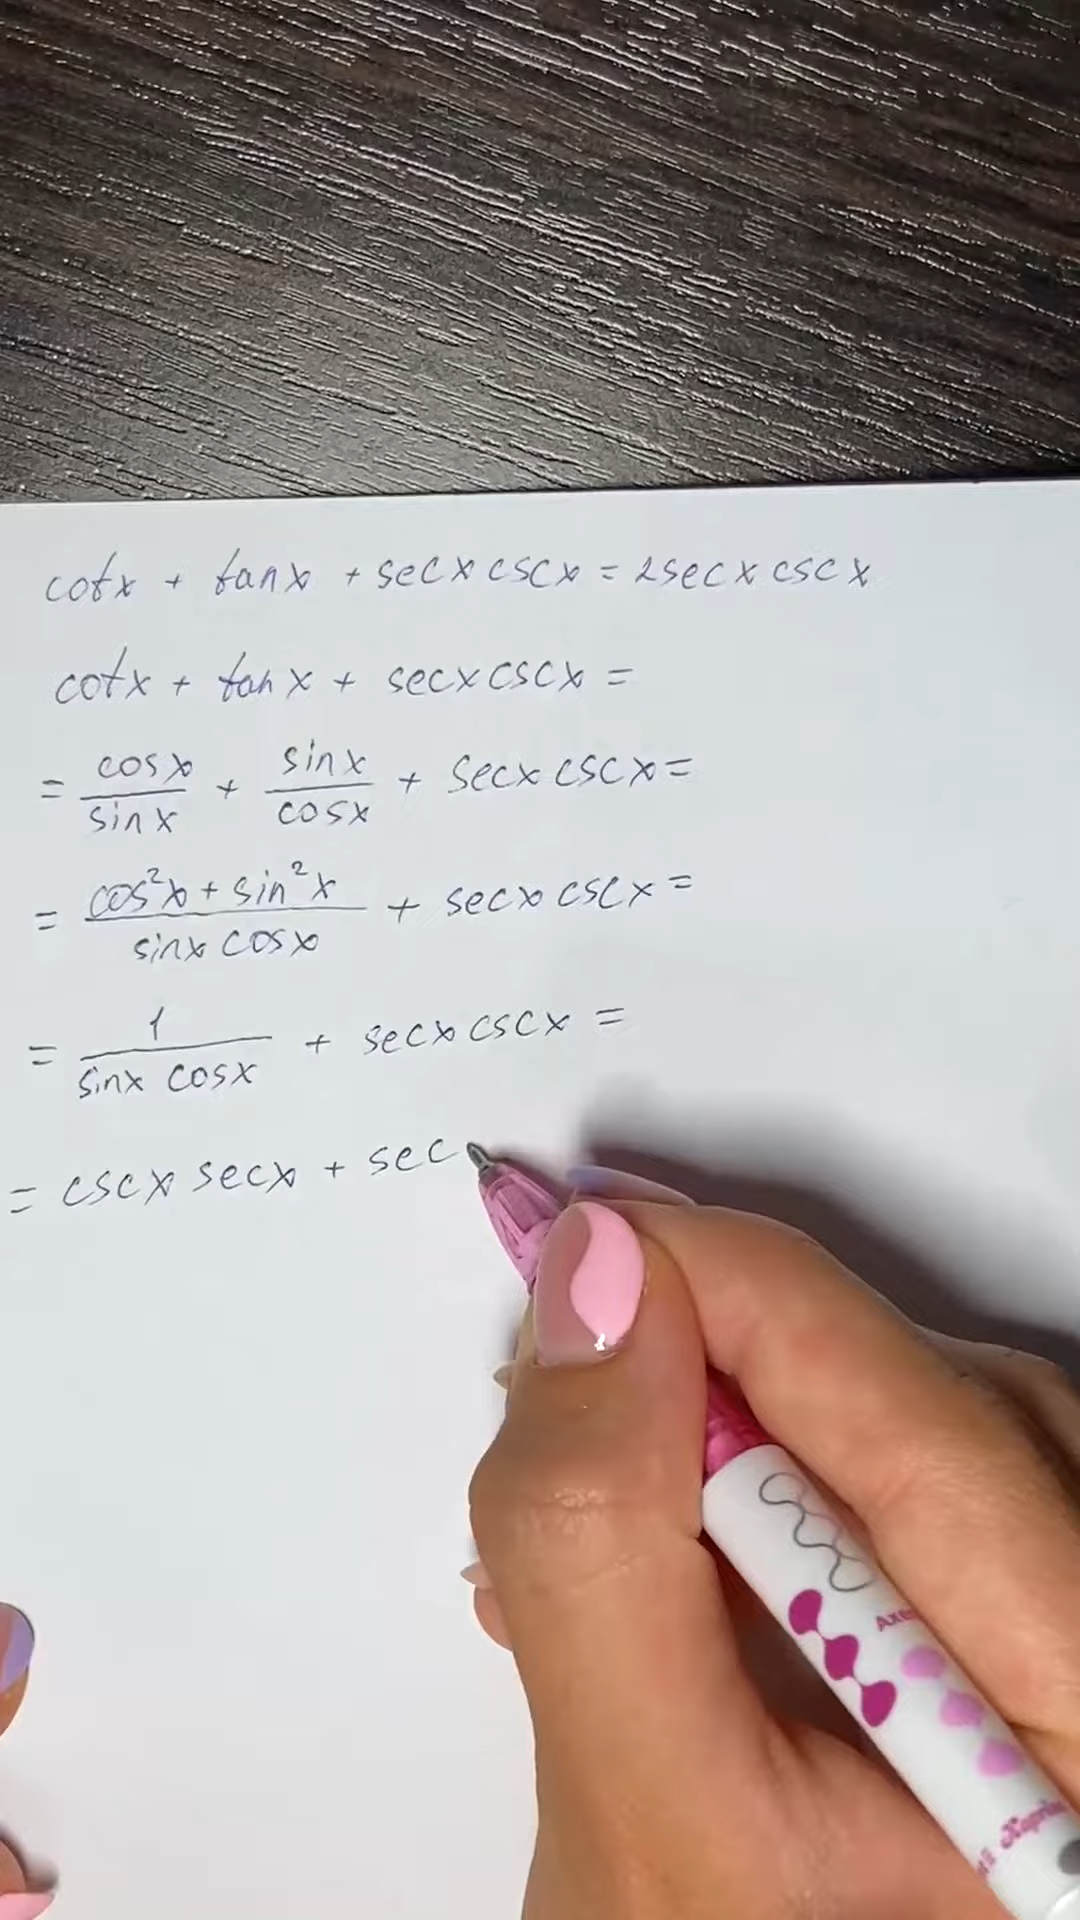 cotx + tanx + secx cscx = 2secx cscx
cotx + tanx + secx cscx =
= cosx/sinx + sinx/cosx + secx cscx =
= (cos²x + sin²x)/(sinx cosx) + secx cscx =
= 1/(sinx cosx) + secx cscx =
= cscx secx + sec